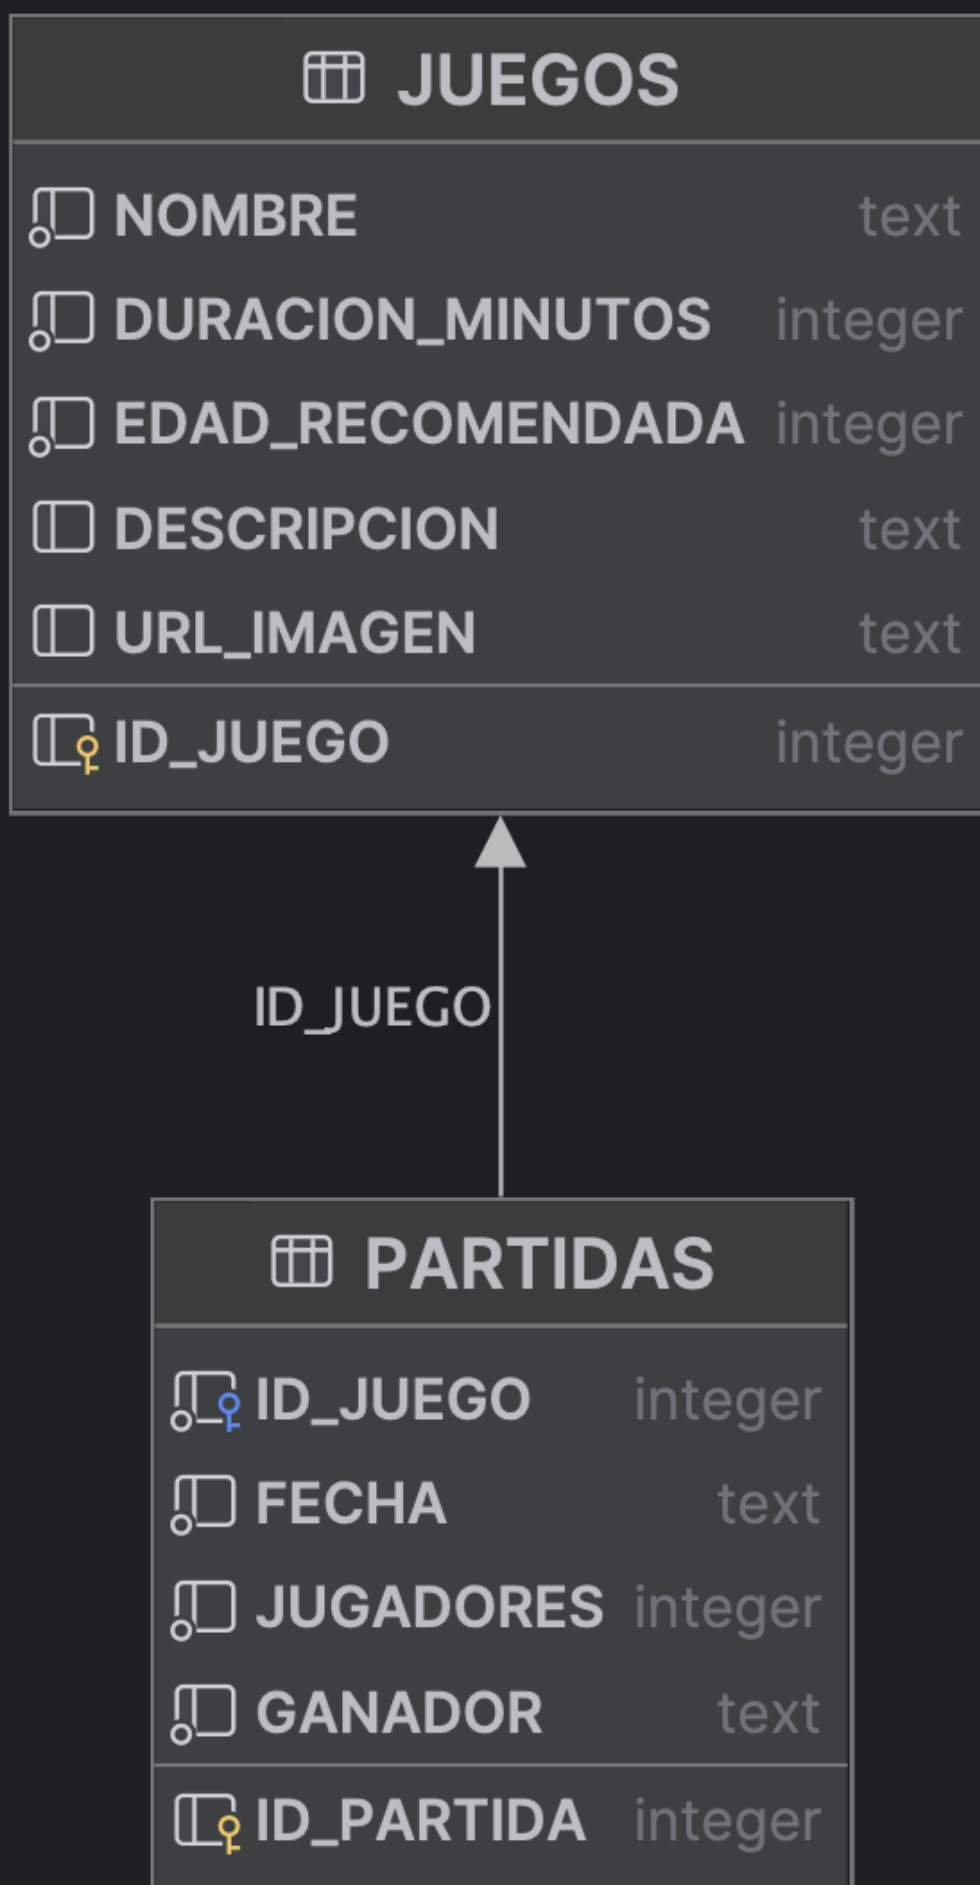 JUEGOS
NOMBRE text
DURACION_MINUTOS integer
EDAD_RECOMENDADA integer
DESCRIPCION text
URL_IMAGEN text
ID_JUEGO integer
ID_JUEGO
PARTIDAS
ID_JUEGO integer
FECHA text
JUGADORES integer
GANADOR text
ID_PARTIDA integer